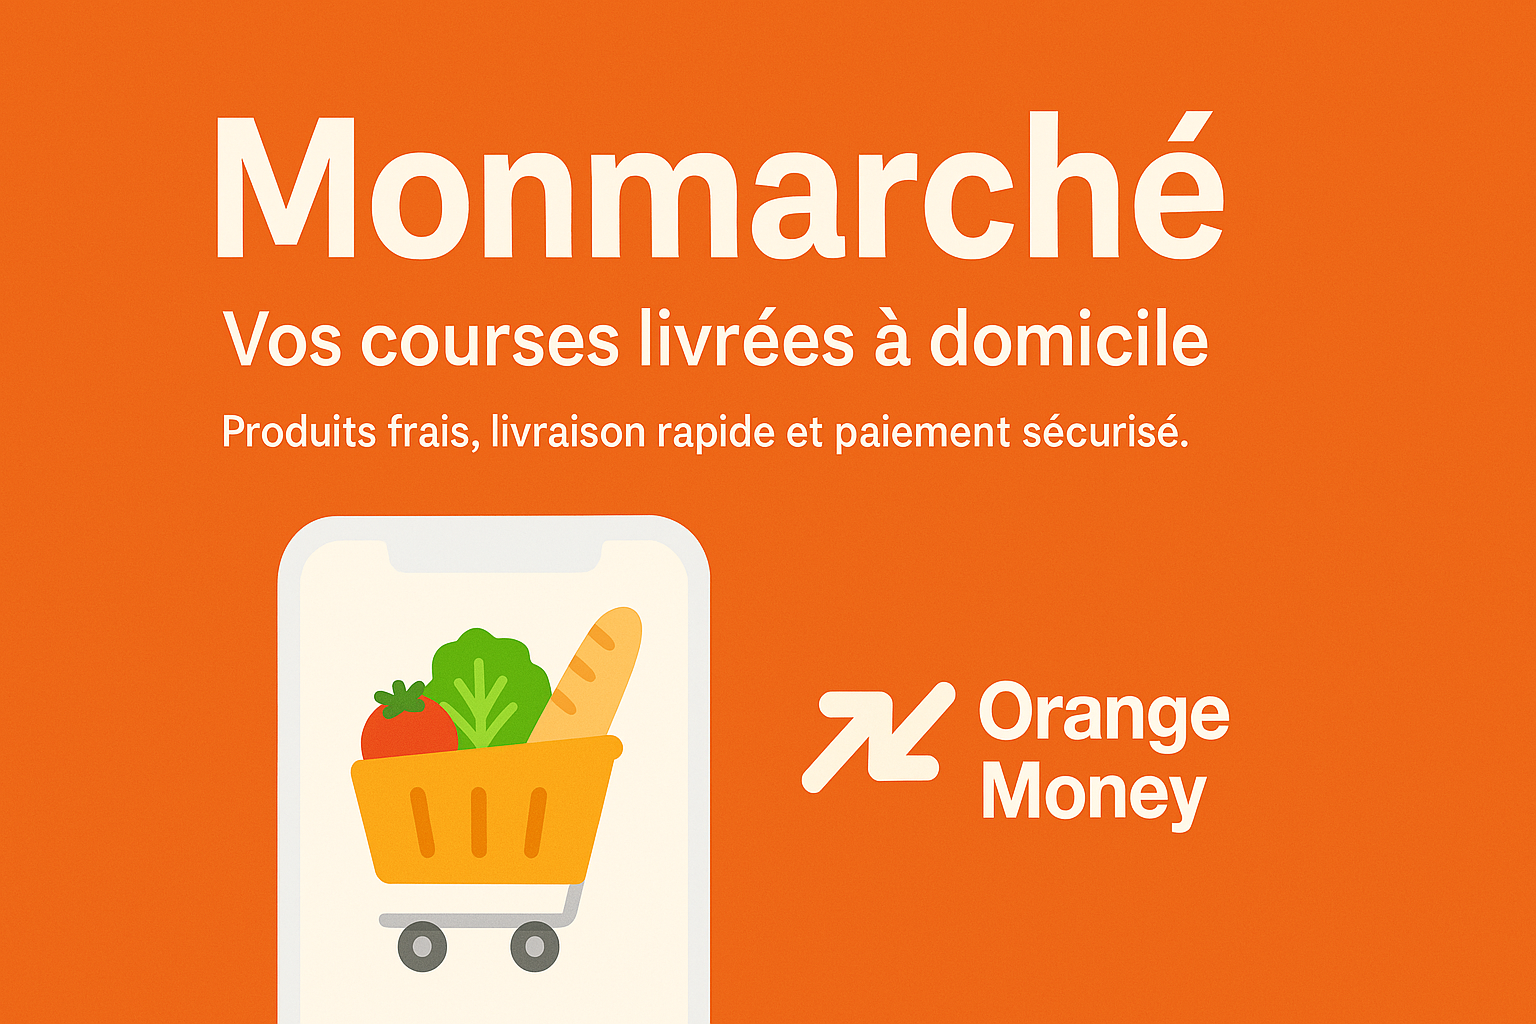 Monmarché
Vos courses livrées à domicile
Produits frais, livraison rapide et paiement sécurisé.
Orange
Money